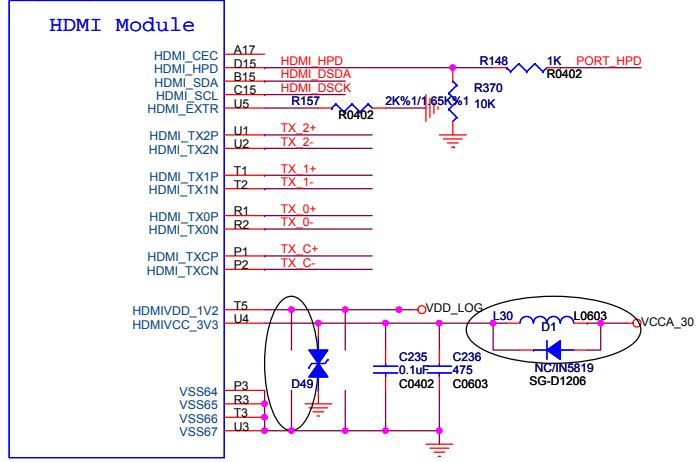 HDMI Module
HDMI_CEC A17
HDMI_HPD D15 HDMI_HPD R148 1K R0402 PORT_HPD
HDMI_SDA B15 HDMI_DSDA
HDMI_SCL C15 HDMI_DSCK R370
HDMI_EXTR U5 R157 R0402 2K%1/1.65K%1 10K
HDMI_TX2P U1 TX_2+
HDMI_TX2N U2 TX_2-
HDMI_TX1P T1 TX_1+
HDMI_TX1N T2 TX_1-
HDMI_TX0P R1 TX_0+
HDMI_TX0N R2 TX_0-
HDMI_TXCP P1 TX_C+
HDMI_TXCN P2 TX_C-
HDMIVDD_1V2 T5 VDD_LOG
HDMIVCC_3V3 U4 L30 L0603 VCCA_30
D1
C235 C236
0.1uF 475 NC/IN5819
D49 C0402 C0603 SG-D1206
VSS64 P3
VSS65 R3
VSS66 T3
VSS67 U3